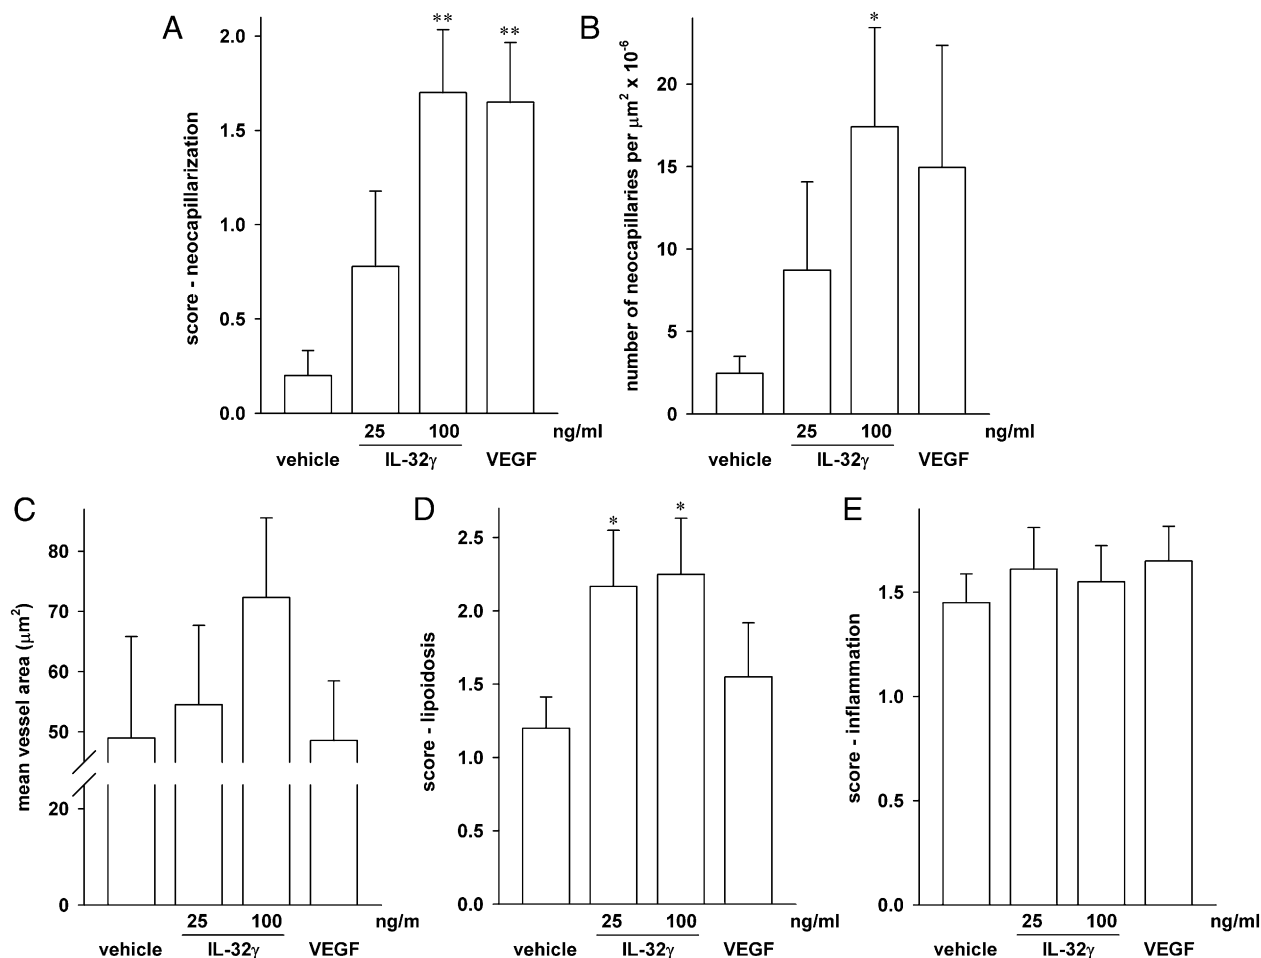 A
score - neocapillarization
2.0
1.5
1.0
0.5
0.0
**
**
25
100
ng/ml
vehicle
IL-32γ
VEGF
B
number of neocapillaries per μm² x 10⁻⁶
20
15
10
5
0
*
25
100
ng/ml
vehicle
IL-32γ
VEGF
C
mean vessel area (μm²)
80
70
60
50
20
0
25
100
ng/m
vehicle
IL-32γ
VEGF
D
score - lipoidosis
2.5
2.0
1.5
1.0
0.5
0.0
*
*
25
100
ng/ml
vehicle
IL-32γ
VEGF
E
score - inflammation
1.5
1.0
0.5
0.0
25
100
ng/ml
vehicle
IL-32γ
VEGF